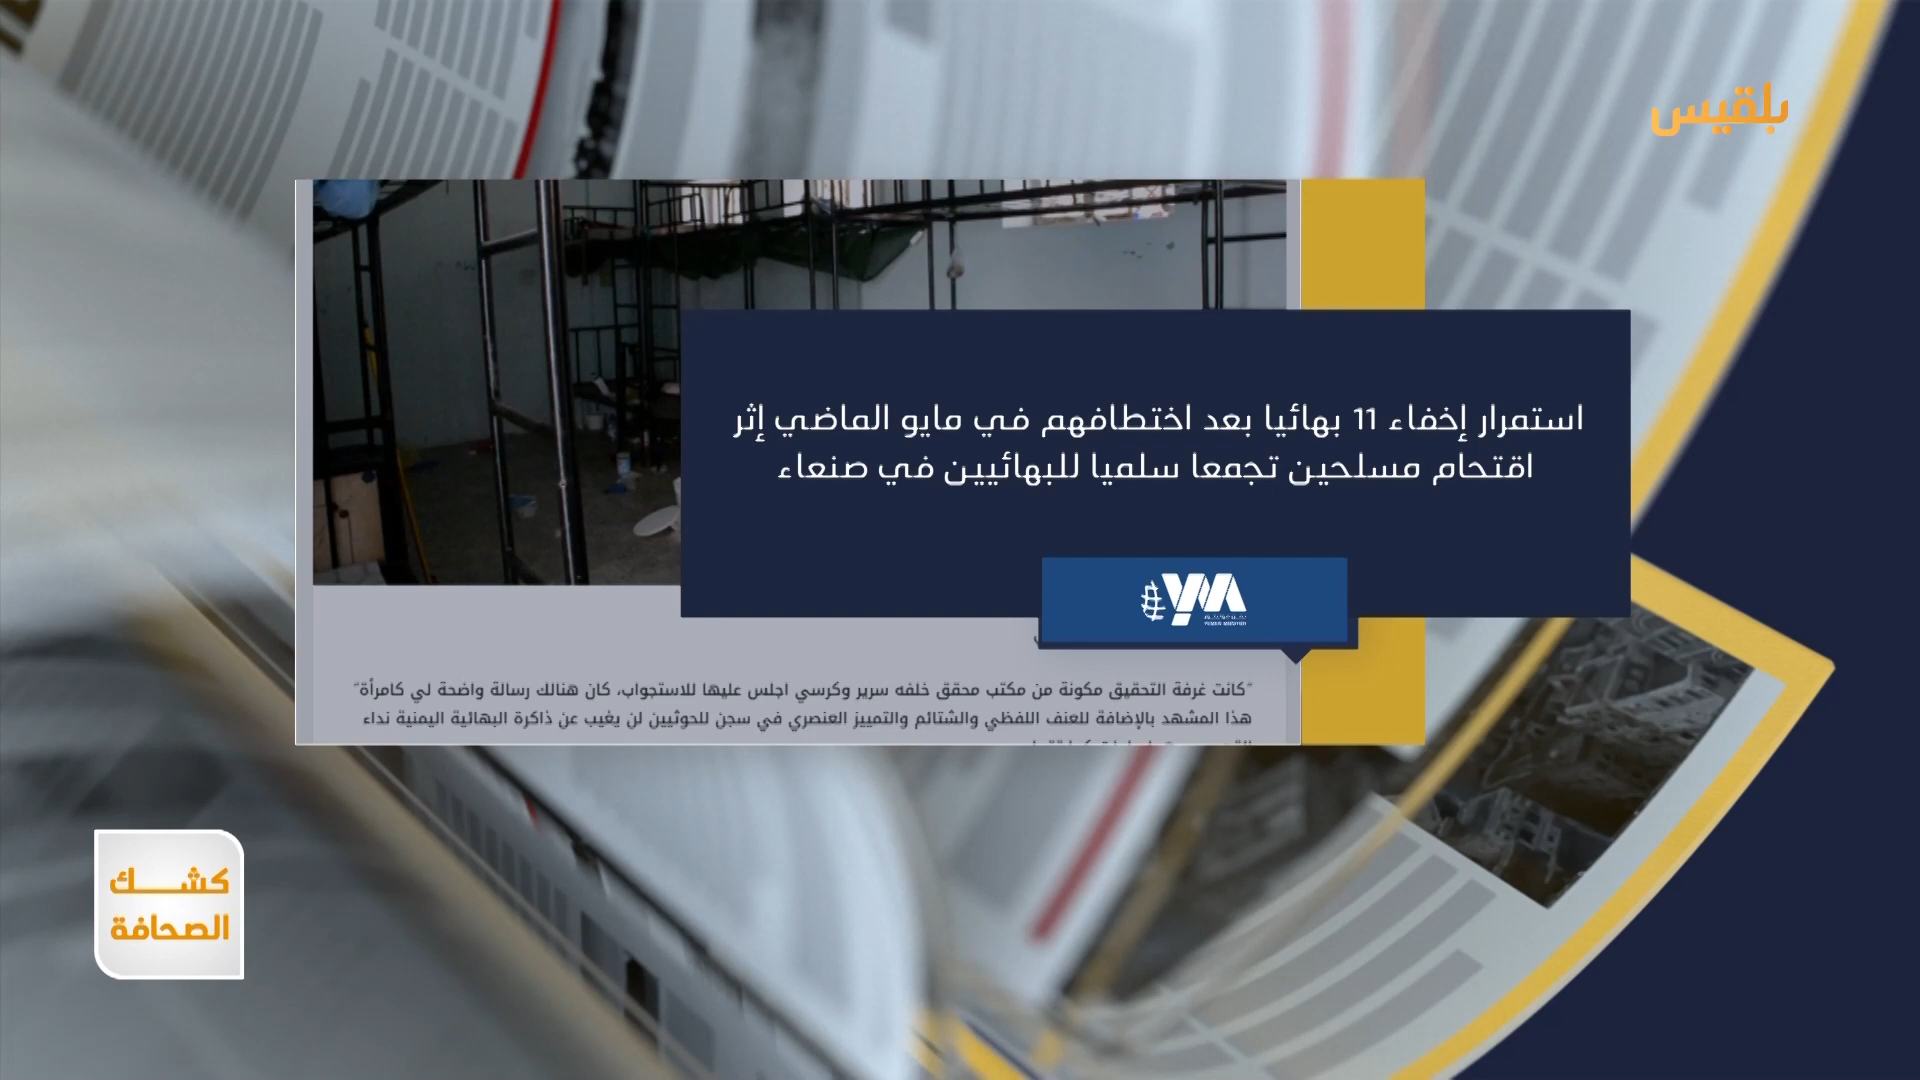 بلقيس
استمرار إخفاء 11 بهائيا بعد اختطافهم في مايو الماضي إثر
اقتحام مسلحين تجمعا سلميا للبهائيين في صنعاء
YM
YEMEN MONITOR
"كانت غرفة التحقيق مكونة من مكتب محقق خلفه سرير وكرسي اجلس عليها للاستجواب، كان هنالك رسالة واضحة لي كامرأة"
هذا المشهد بالإضافة للعنف اللفظي والشتائم والتمييز العنصري في سجن للحوثيين لن يغيب عن ذاكرة البهائية اليمنية نداء
كشك
الصحافة